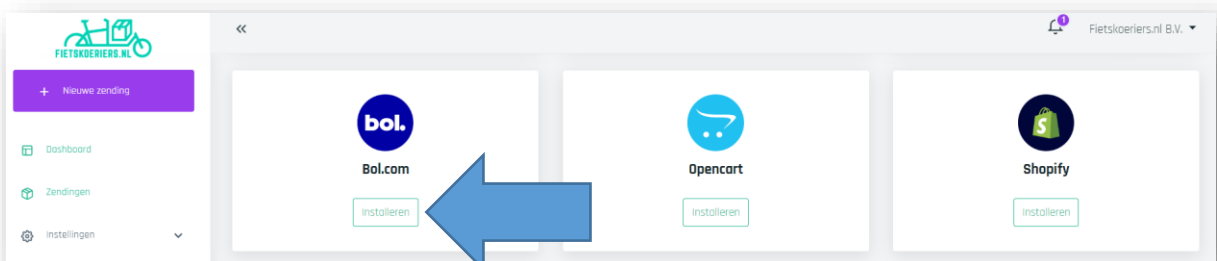 FIETSKOERIERS.NL
«
1
Fietskoeriers.nl B.V.
+ Nieuwe zending
Dashboard
Zendingen
Instellingen
bol.
Bol.com
Installeren
Opencart
Installeren
S
Shopify
Installeren